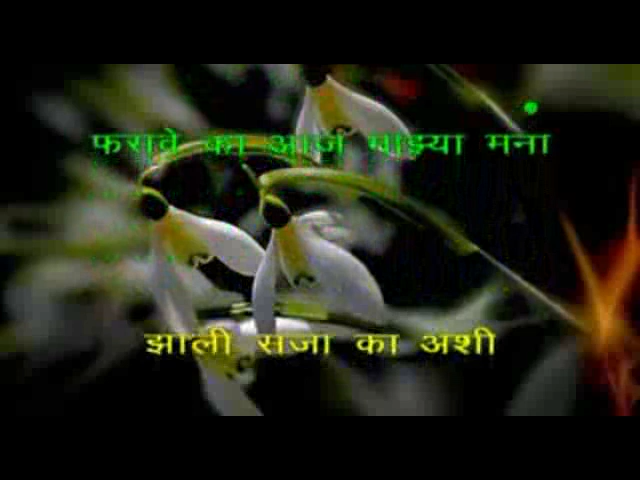 फरावे का आज माझ्या मना
झाली सजा का अशी